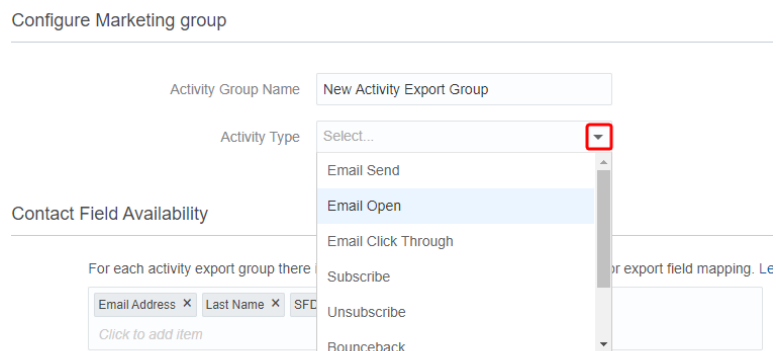 Configure Marketing group
Activity Group Name New Activity Export Group
Activity Type Select...
Email Send
Email Open
Email Click Through
Subscribe
Unsubscribe
Bounceback
Contact Field Availability
For each activity export group there or export field mapping. Le
Email Address × Last Name × SFD
Click to add item